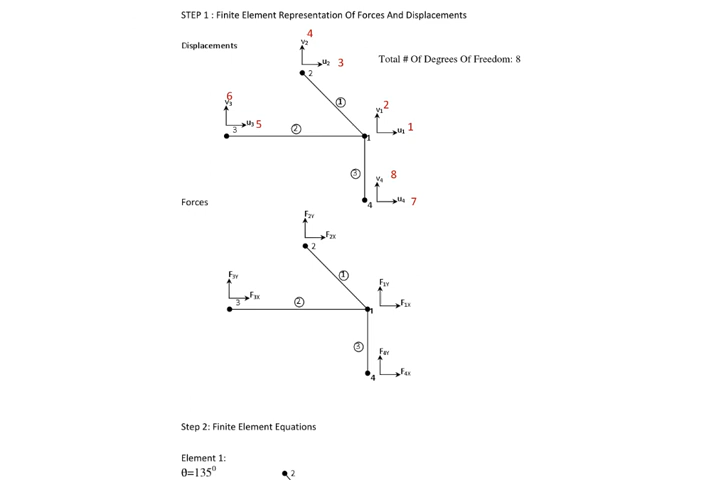 STEP 1 : Finite Element Representation Of Forces And Displacements
4
Displacements
V2
Total # Of Degrees Of Freedom: 8
u2 3
2
6
V3
1
V1 2
u3 5
3
2
u1 1
1
3
8
V4
Forces
4
u4 7
F2Y
F2X
2
F3Y
1
F1Y
F3X
3
2
F1X
1
3
F4X
4
Step 2: Finite Element Equations
Element 1:
θ=135⁰
2